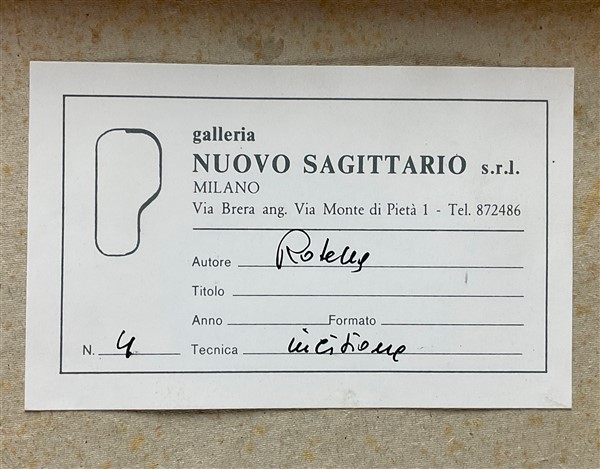 galleria
NUOVO SAGITTARIO s.r.l.
MILANO
Via Brera ang. Via Monte di Pietà 1 - Tel. 872486
Autore Rotella
Titolo
Anno Formato
N. 4 Tecnica incisione